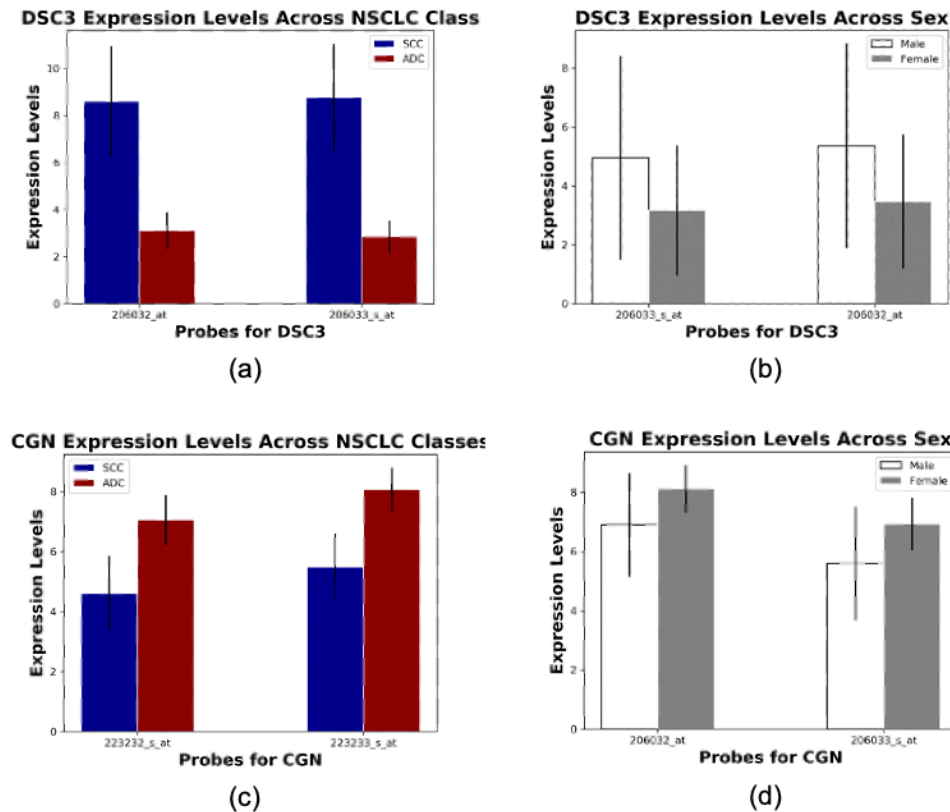 DSC3 Expression Levels Across NSCLC Class
Expression Levels
10
8
6
4
2
0
SCC
ADC
206032_at
206033_s_at
Probes for DSC3
(a)
DSC3 Expression Levels Across Sex
Expression Levels
8
6
4
2
0
Male
Female
206033_s_at
206032_at
Probes for DSC3
(b)
CGN Expression Levels Across NSCLC Classes
Expression Levels
8
6
4
2
0
SCC
ADC
223232_s_at
223233_s_at
Probes for CGN
(c)
CGN Expression Levels Across Sex
Expression Levels
8
6
4
2
0
Male
Female
206032_at
206033_s_at
Probes for CGN
(d)